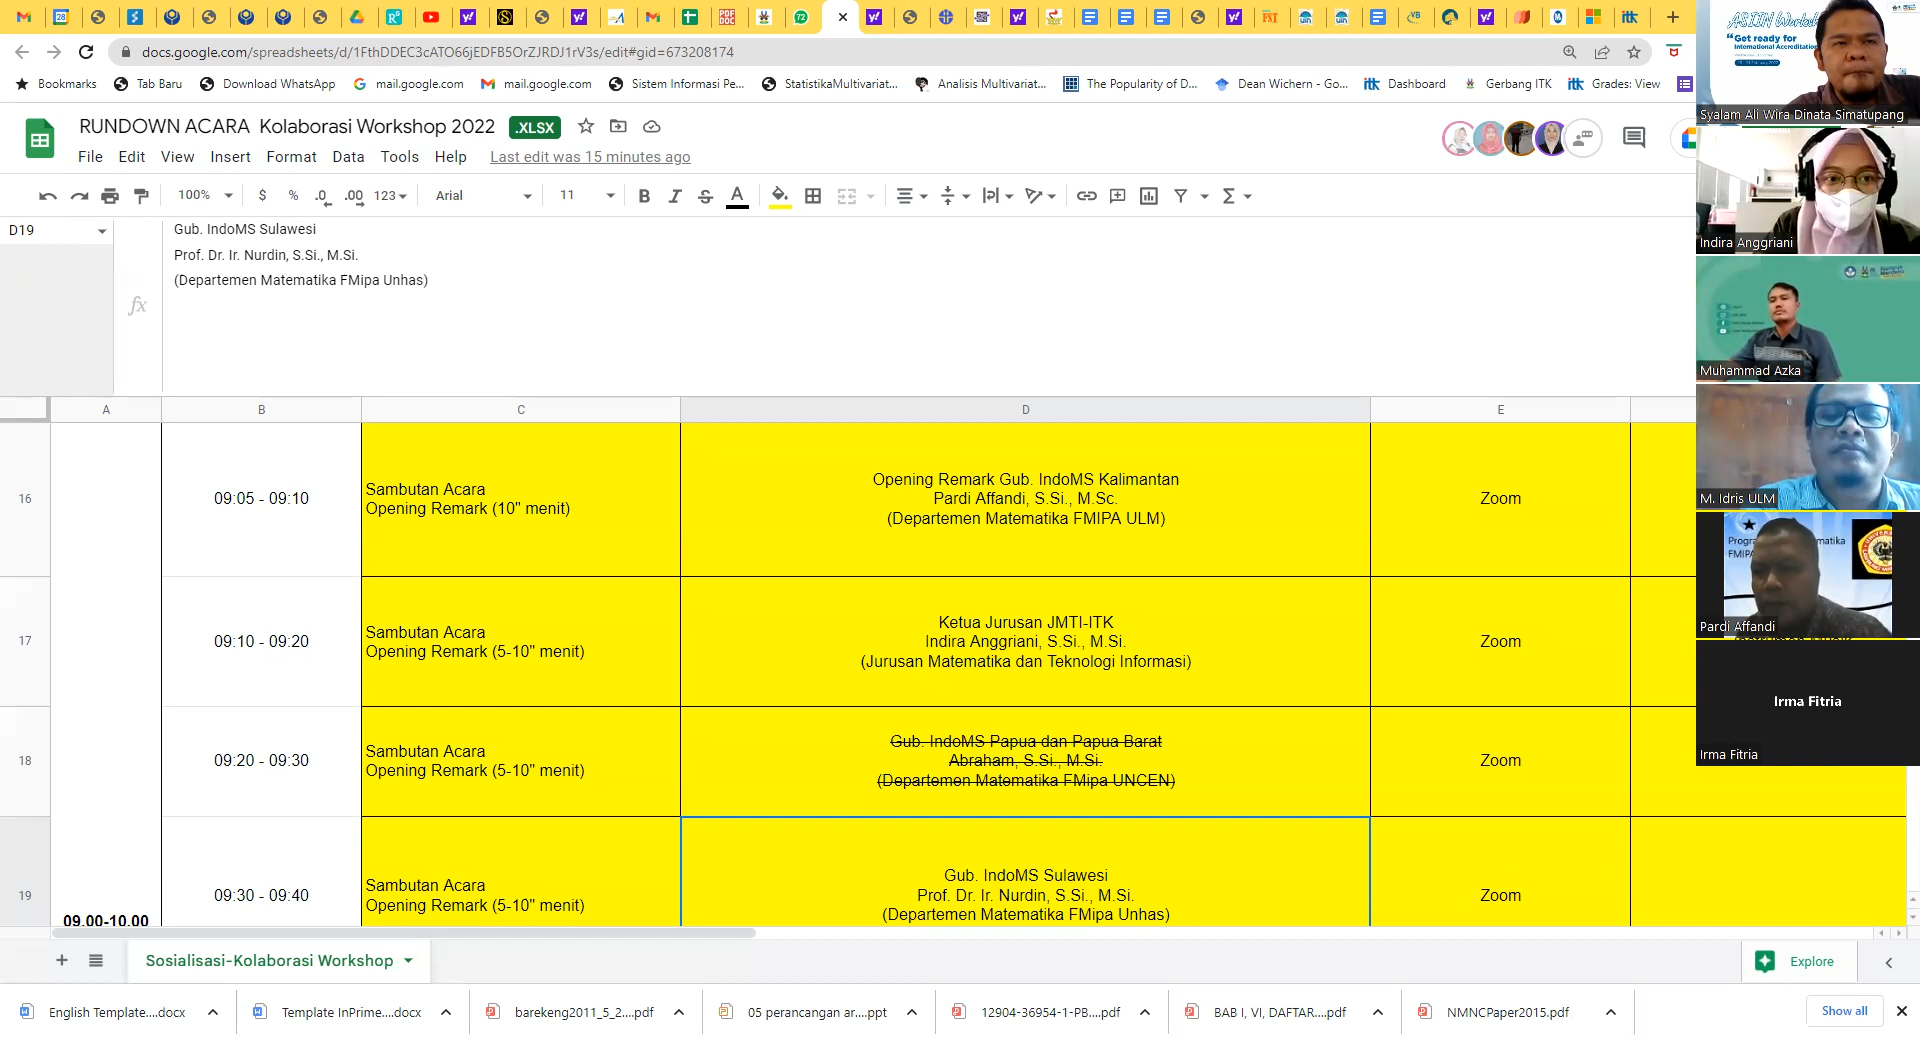 docs.google.com/spreadsheets/d/1FthDDEC3cATO66jEDFB5OrZJRDJ1rV3s/edit#gid=673208174
Bookmarks
Tab Baru
Download WhatsApp
mail.google.com
mail.google.com
Sistem Informasi Pe...
StatistikaMultivariat...
Analisis Multivariat...
The Popularity of D...
Dean Wichern - Go...
itk Dashboard
Gerbang ITK
itk Grades: View
RUNDOWN ACARA Kolaborasi Workshop 2022 .XLSX
File Edit View Insert Format Data Tools Help Last edit was 15 minutes ago
100% $ % .0 .00 123 Arial 11 B I S A
D19
fx
Gub. IndoMS Sulawesi
Prof. Dr. Ir. Nurdin, S.Si., M.Si.
(Departemen Matematika FMipa Unhas)
A B C D E
16
09:05 - 09:10
Sambutan Acara
Opening Remark (10" menit)
Opening Remark Gub. IndoMS Kalimantan
Pardi Affandi, S.Si., M.Sc.
(Departemen Matematika FMIPA ULM)
Zoom
17
09:10 - 09:20
Sambutan Acara
Opening Remark (5-10" menit)
Ketua Jurusan JMTI-ITK
Indira Anggriani, S.Si., M.Si.
(Jurusan Matematika dan Teknologi Informasi)
Zoom
18
09:20 - 09:30
Sambutan Acara
Opening Remark (5-10" menit)
Gub. IndoMS Papua dan Papua Barat
Abraham, S.Si., M.Si.
(Departemen Matematika FMipa UNCEN)
Zoom
19
09.00-10.00
09:30 - 09:40
Sambutan Acara
Opening Remark (5-10" menit)
Gub. IndoMS Sulawesi
Prof. Dr. Ir. Nurdin, S.Si., M.Si.
(Departemen Matematika FMipa Unhas)
Zoom
Sosialisasi-Kolaborasi Workshop
Explore
English Template....docx
Template InPrime....docx
barekeng2011_5_2....pdf
05 perancangan ar....ppt
12904-36954-1-PB....pdf
BAB I, VI, DAFTAR....pdf
NMNCPaper2015.pdf
Show all
ASIIN Worksh
"Get ready for
International Accreditation
Syalam Ali Wira Dinata Simatupang
Indira Anggriani
Muhammad Azka
M. Idris ULM
Pardi Affandi
Irma Fitria
Irma Fitria